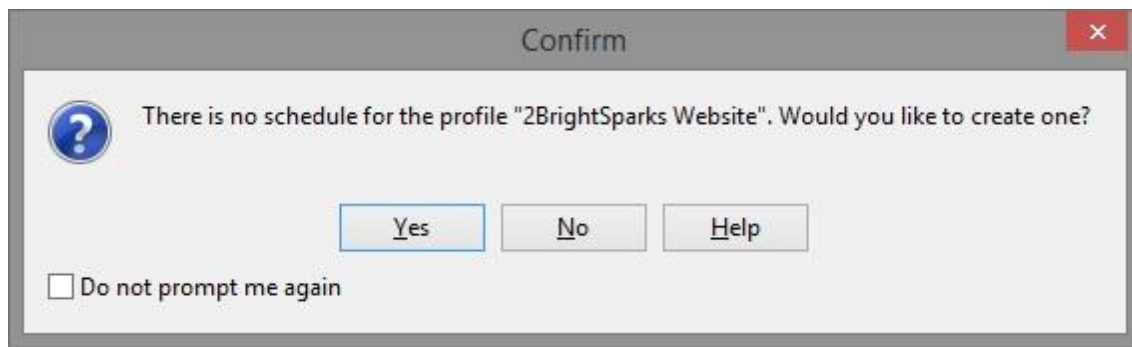 Confirm
There is no schedule for the profile "2BrightSparks Website". Would you like to create one?
Yes
No
Help
Do not prompt me again